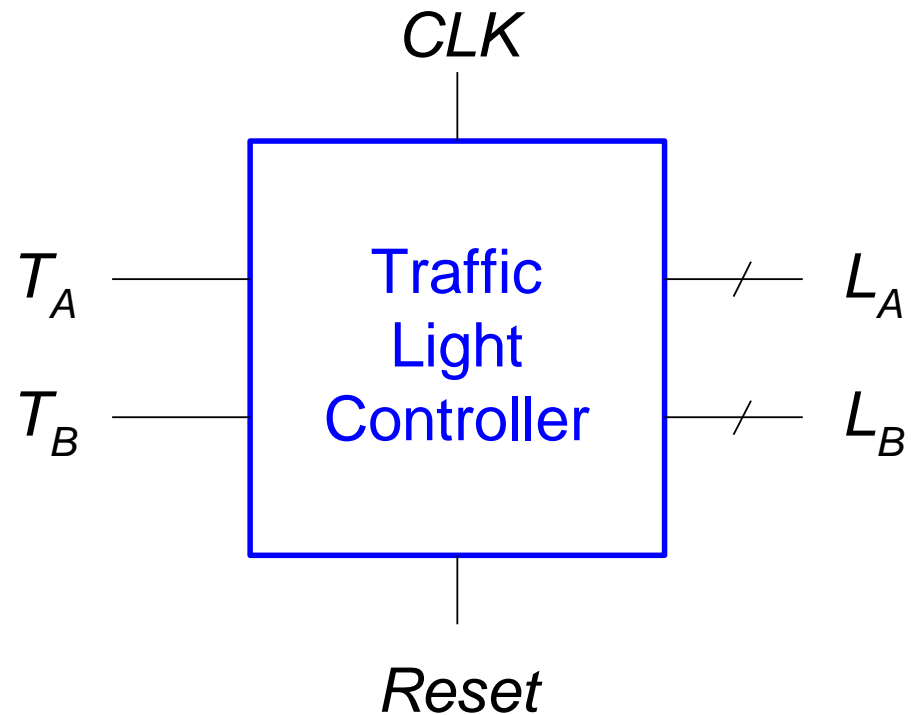 CLK
T_A
Traffic
Light
Controller
L_A
T_B
L_B
Reset